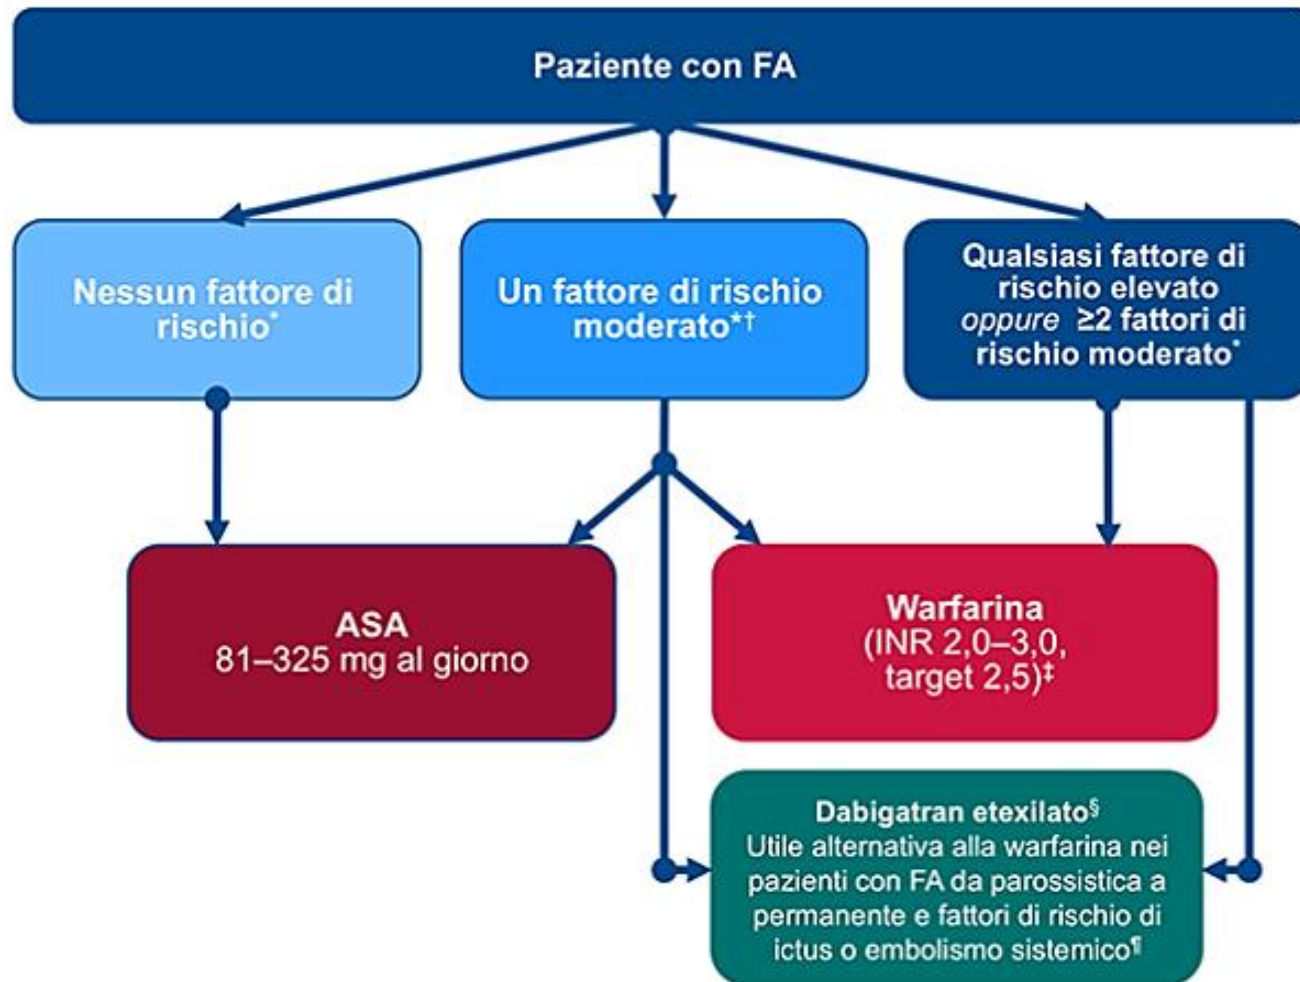 Paziente con FA
Nessun fattore di
rischio*
Un fattore di rischio
moderato*†
Qualsiasi fattore di
rischio elevato
oppure ≥2 fattori di
rischio moderato*
ASA
81–325 mg al giorno
Warfarina
(INR 2,0–3,0,
target 2,5)‡
Dabigatran etexilato§
Utile alternativa alla warfarina nei
pazienti con FA da parossistica a
permanente e fattori di rischio di
ictus o embolismo sistemico¶